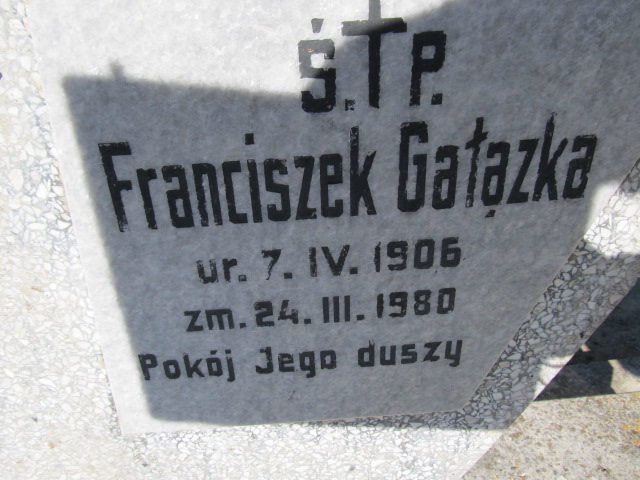 Ś.†P.
Franciszek Gałązka
ur. 7. IV. 1906
zm. 24. III. 1980
Pokój Jego duszy